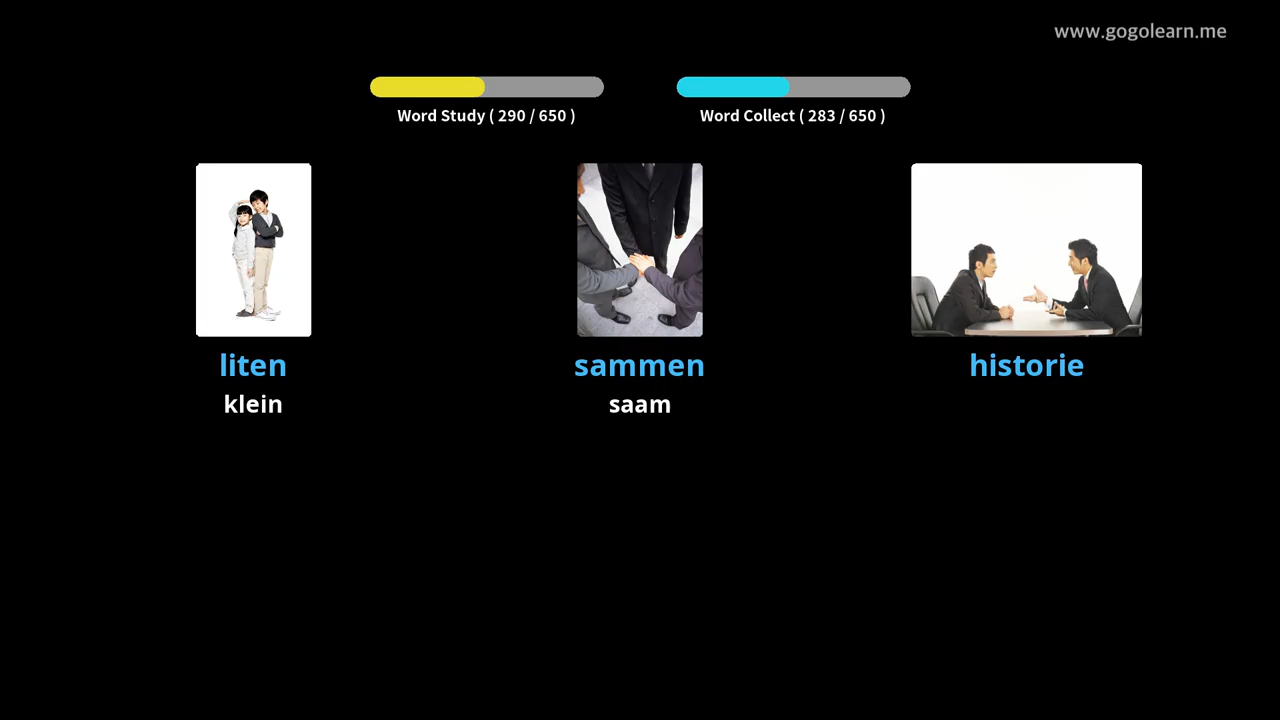 www.gogolearn.me
Word Study ( 290 / 650 )
Word Collect ( 283 / 650 )
liten
klein
sammen
saam
historie